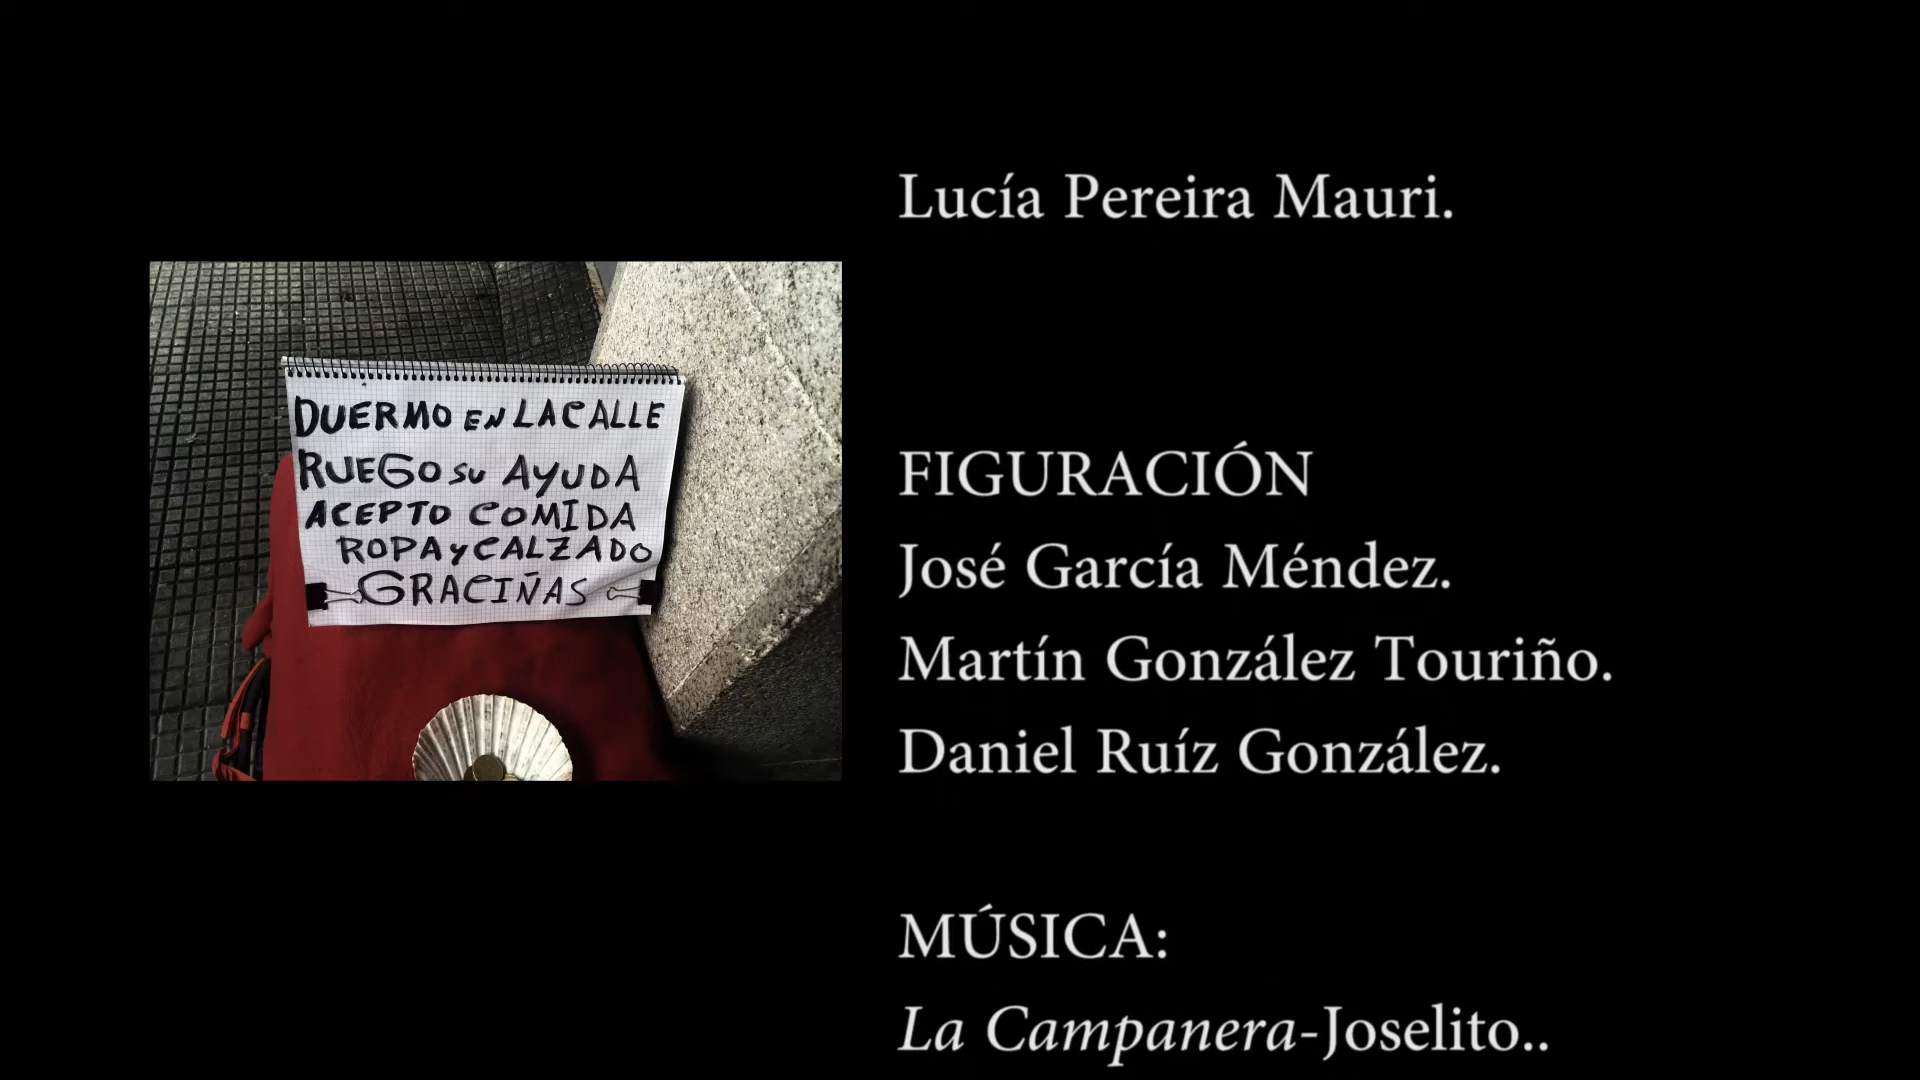 DUERMO EN LA CALLE
RUEGO SU AYUDA
ACEPTO COMIDA
ROPA Y CALZADO
GRACIÑAS
Lucía Pereira Mauri.
FIGURACIÓN
José García Méndez.
Martín González Touriño.
Daniel Ruíz González.
MÚSICA:
La Campanera-Joselito..